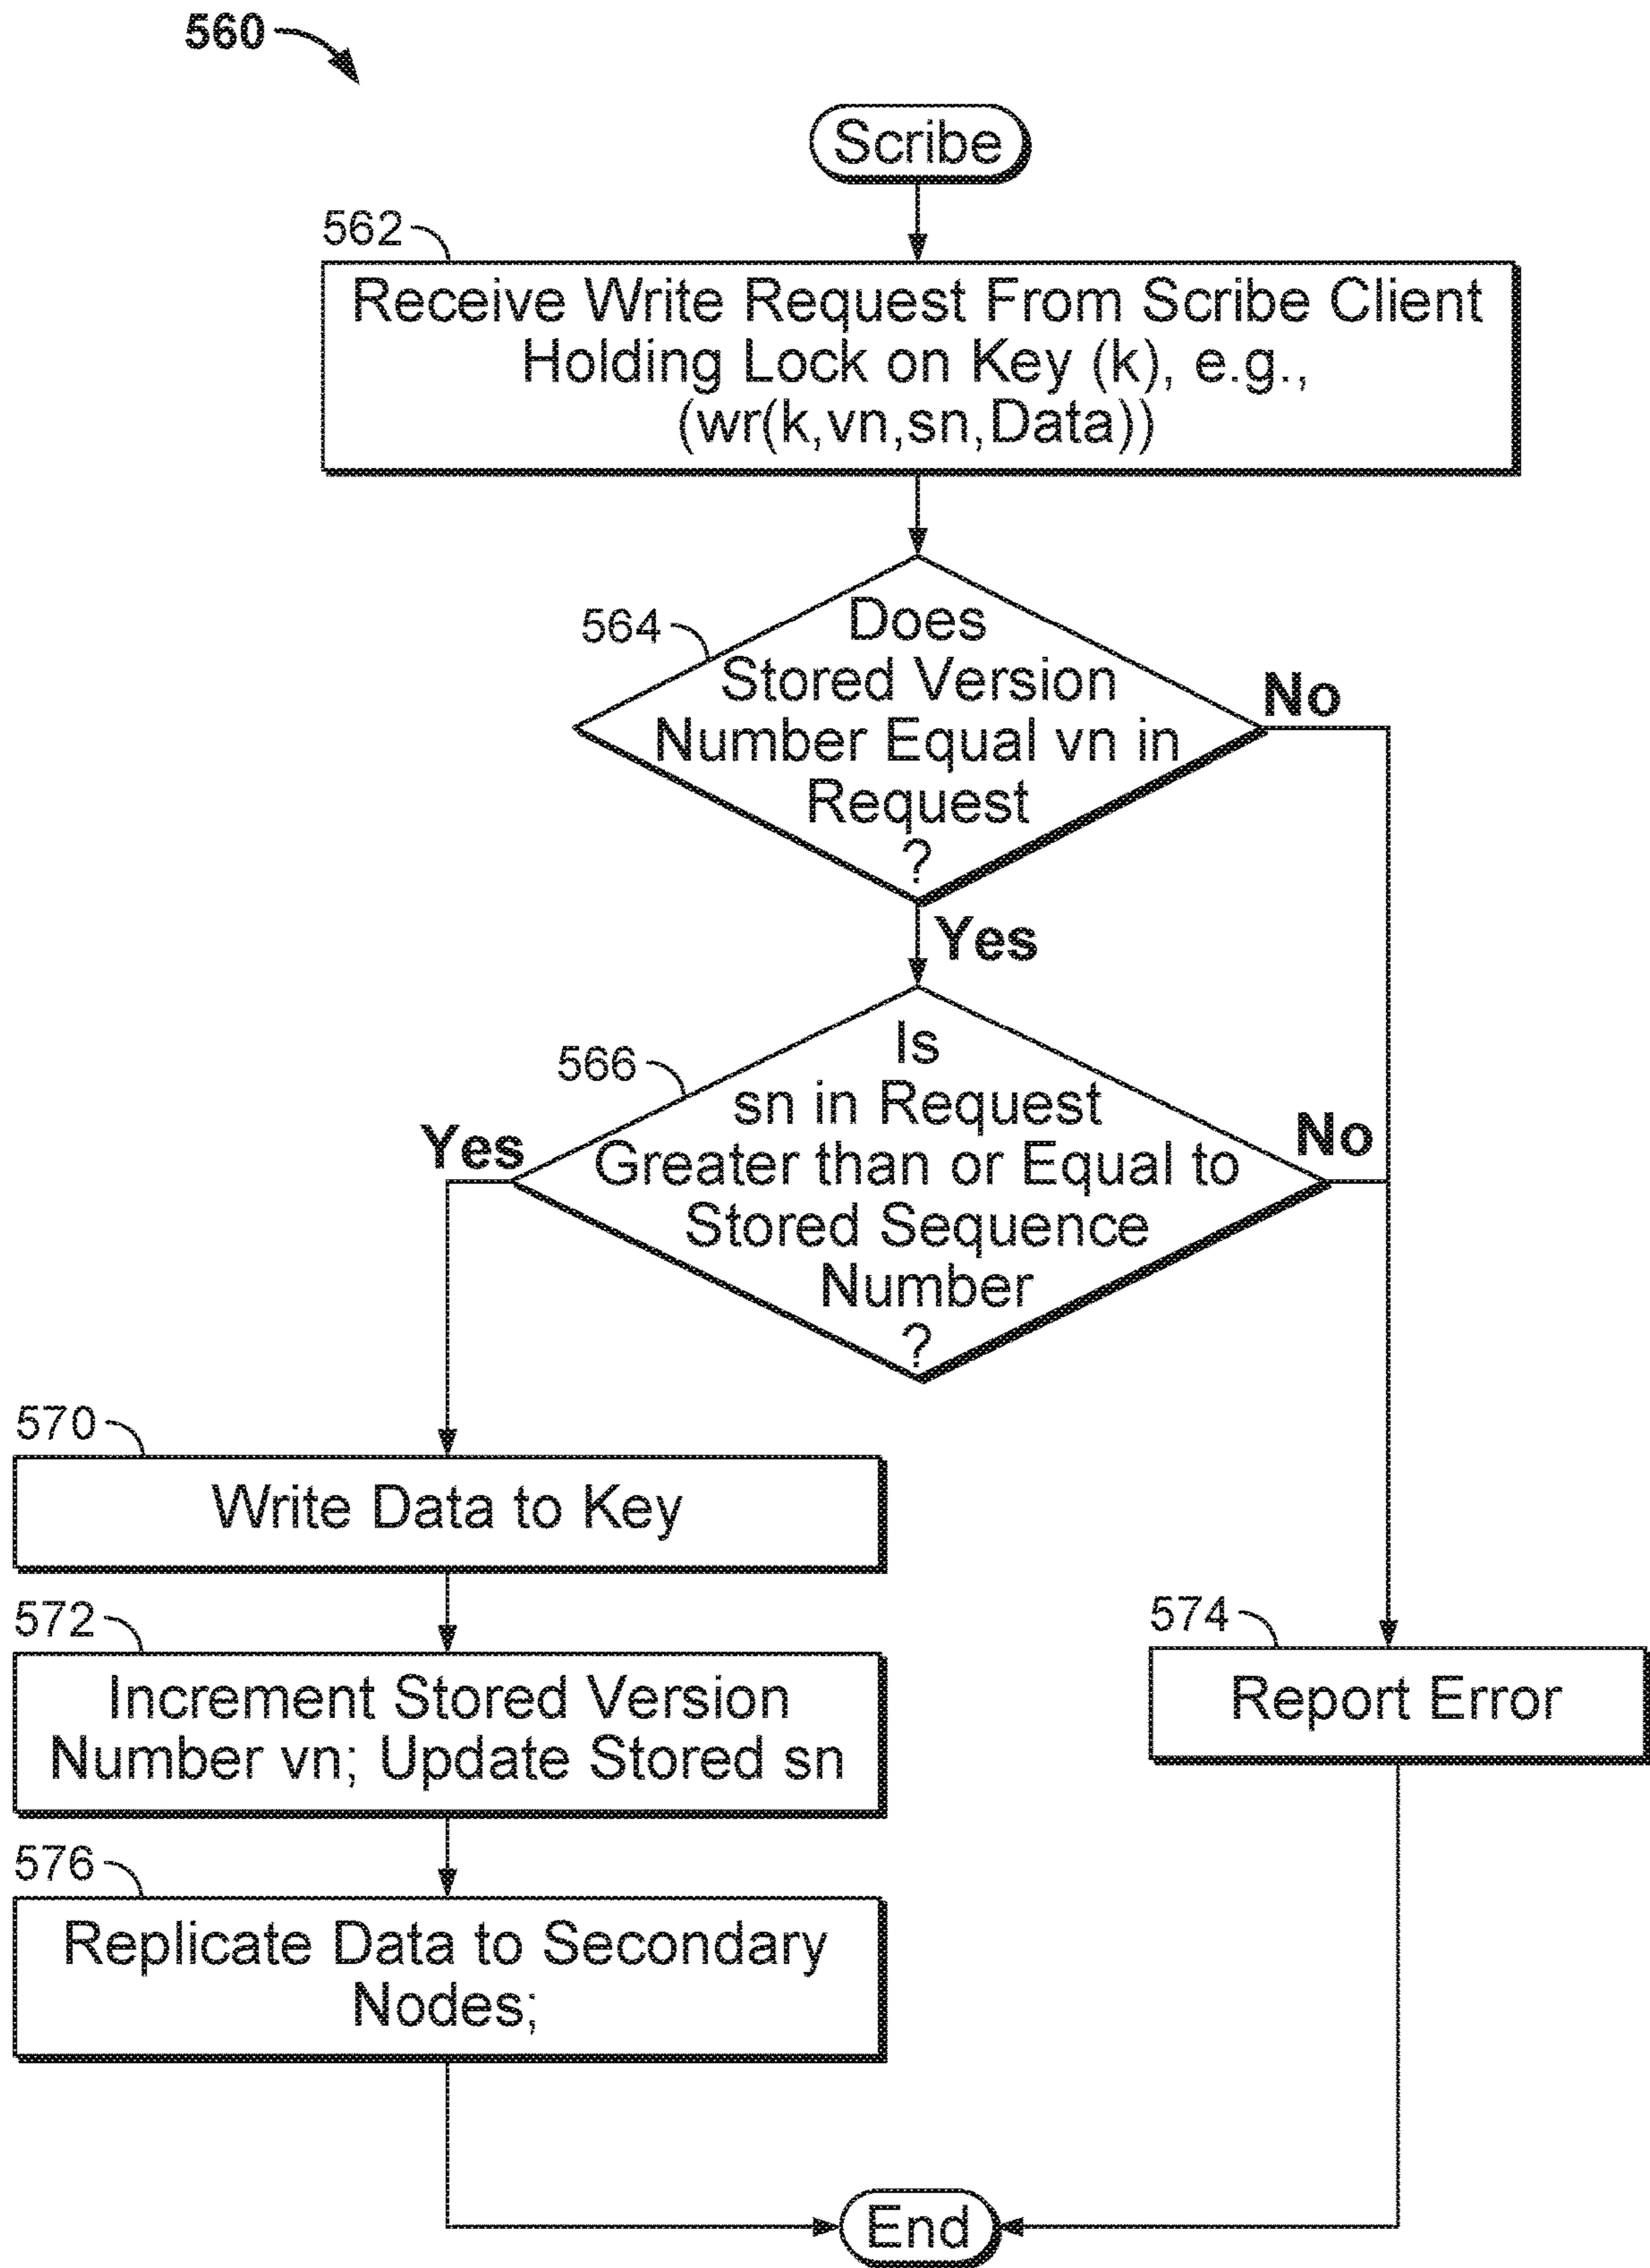 560
Scribe
562
Receive Write Request From Scribe Client
Holding Lock on Key (k), e.g.,
(wr(k,vn,sn,Data))
564
Does
Stored Version
Number Equal vn in
Request
?
No
Yes
566
Is
sn in Request
Greater than or Equal to
Stored Sequence
Number
?
Yes
No
570
Write Data to Key
572
Increment Stored Version
Number vn; Update Stored sn
574
Report Error
576
Replicate Data to Secondary
Nodes;
End